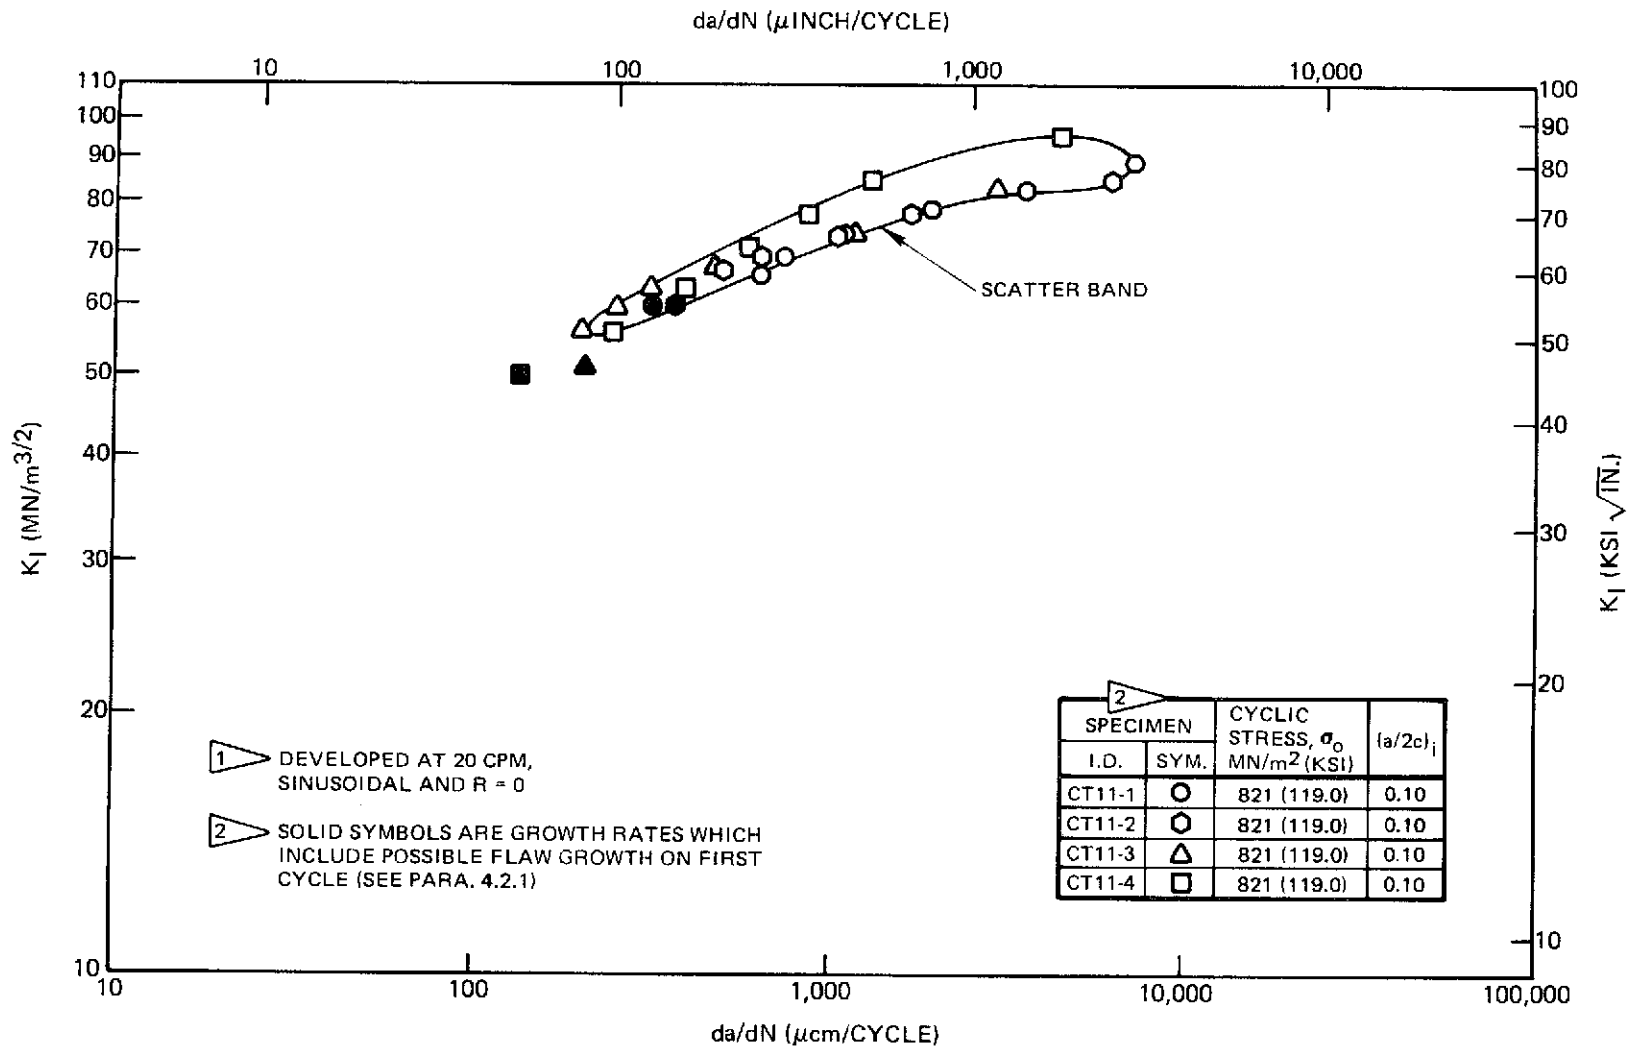 da/dN (μINCH/CYCLE)
10 100 1,000 10,000
110
100
90
80
70
60
50
40
30
20
10
K_I (MN/m^3/2)
100
90
80
70
60
50
40
30
20
10
K_I (KSI √IN.)
SCATTER BAND
1 DEVELOPED AT 20 CPM,
SINUSOIDAL AND R = 0
2 SOLID SYMBOLS ARE GROWTH RATES WHICH
INCLUDE POSSIBLE FLAW GROWTH ON FIRST
CYCLE (SEE PARA. 4.2.1)
2
SPECIMEN
I.D. SYM.
CYCLIC
STRESS, σ_o
MN/m² (KSI)
(a/2c)_i
CT11-1 821 (119.0) 0.10
CT11-2 821 (119.0) 0.10
CT11-3 821 (119.0) 0.10
CT11-4 821 (119.0) 0.10
10 100 1,000 10,000 100,000
da/dN (μcm/CYCLE)